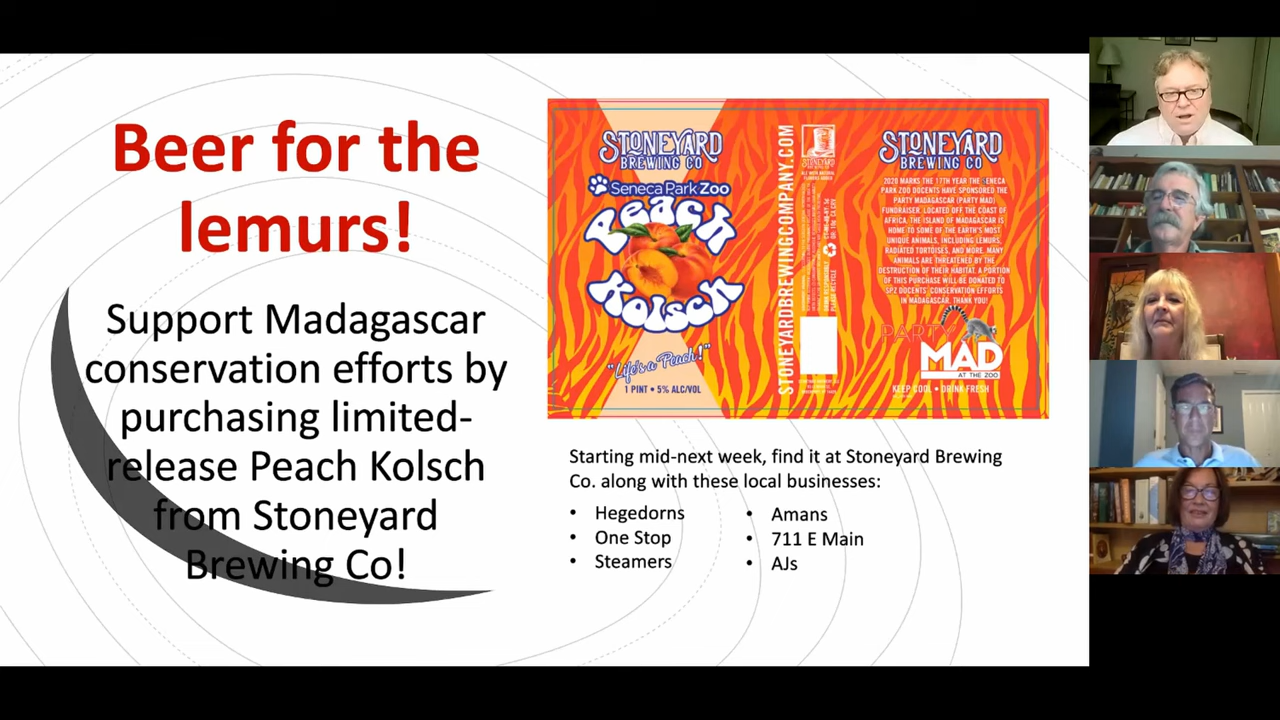 Beer for the
lemurs!
Support Madagascar
conservation efforts by
purchasing limited-
release Peach Kolsch
from Stoneyard
Brewing Co!
STONEYARD
BREWING CO
Seneca Park Zoo
Peach
Kolsch
"Life's a Peach!"
1 PINT • 5% ALC/VOL
STONEYARDBREWINGCOMPANY.COM
STONEYARD
STONEYARD
BREWING CO
2020 MARKS THE 17TH YEAR THE SENECA
PARK ZOO DOCENTS HAVE SPONSORED THE
PARTY MADAGASCAR (PARTY MAD)
FUNDRAISER. LOCATED OFF THE COAST OF
AFRICA, THE ISLAND OF MADAGASCAR IS
HOME TO SOME OF THE EARTH'S MOST
UNIQUE ANIMALS, INCLUDING LEMURS,
RADIATED TORTOISES, AND MORE. MANY
ANIMALS ARE THREATENED BY THE
DESTRUCTION OF THEIR HABITAT. A PORTION
OF THIS PURCHASE WILL BE DONATED TO
SPZ DOCENTS' CONSERVATION EFFORTS
IN MADAGASCAR. THANK YOU!
PARTY
MAD
AT THE ZOO
KEEP COOL • DRINK FRESH
Starting mid-next week, find it at Stoneyard Brewing
Co. along with these local businesses:
• Hegedorns
• One Stop
• Steamers
• Amans
• 711 E Main
• AJs